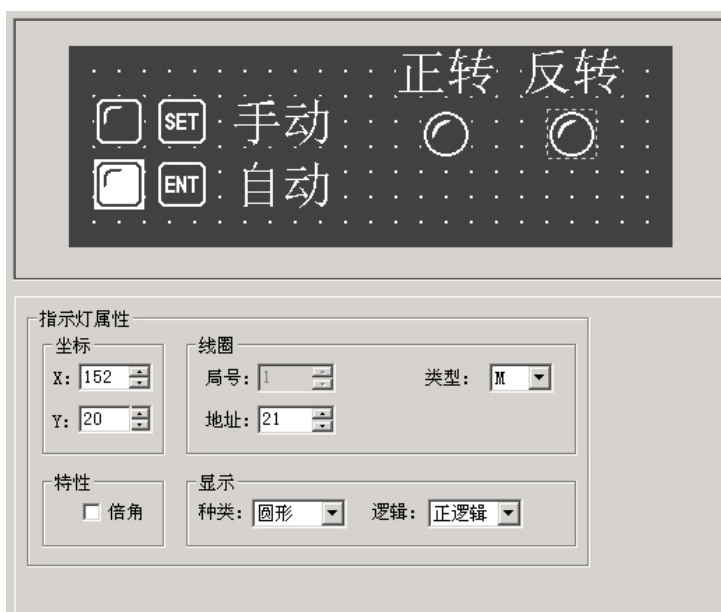 正转 反转
SET 手动
ENT 自动
指示灯属性
坐标 线圈
X: 152 局号: 1 类型: M
Y: 20 地址: 21
特性 显示
倍角 种类: 圆形 逻辑: 正逻辑